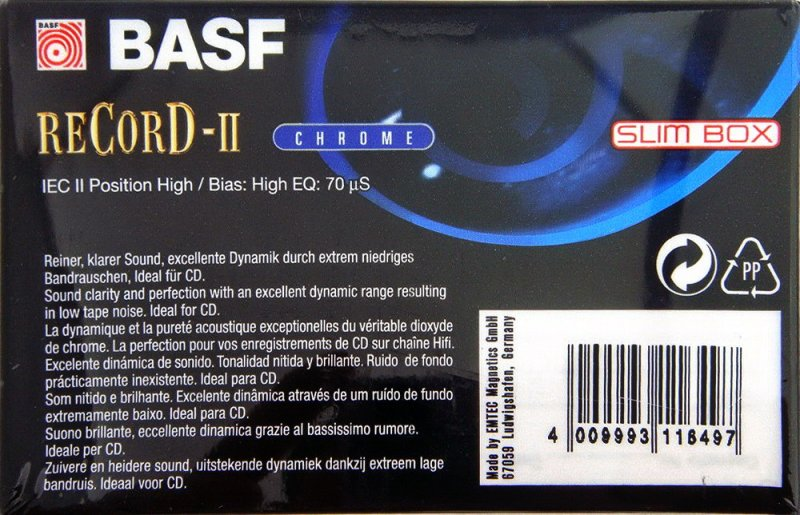 BASF
BASF
RECORD-II
CHROME
SLIM BOX
IEC II Position High / Bias: High EQ: 70 µS
Reiner, klarer Sound, excellente Dynamik durch extrem niedriges
Bandrauschen, Ideal für CD.
Sound clarity and perfection with an excellent dynamic range resulting
in low tape noise. Ideal for CD.
La dynamique et la pureté acoustique exceptionelles du véritable dioxyde
de chrome. La perfection pour vos enregistrements de CD sur chaîne Hifi.
Excelente dinámica de sonido. Tonalidad nitida y brillante. Ruido de fondo
prácticamente inexistente. Ideal para CD.
Som nitido e brilhante. Excelente dinâmica através de um ruído de fundo
extremamente baixo. Ideal para CD.
Suono brillante, eccellente dinamica grazie al bassissimo rumore.
Ideale per CD.
Zuiveré en heidere sound, uitstekende dynamiek dankzij extreem lage
bandruis. Ideaal voor CD.
PP
Made by EMTEC Magnetics GmbH
67059 Ludwigshafen, Germany
4 009993 116497